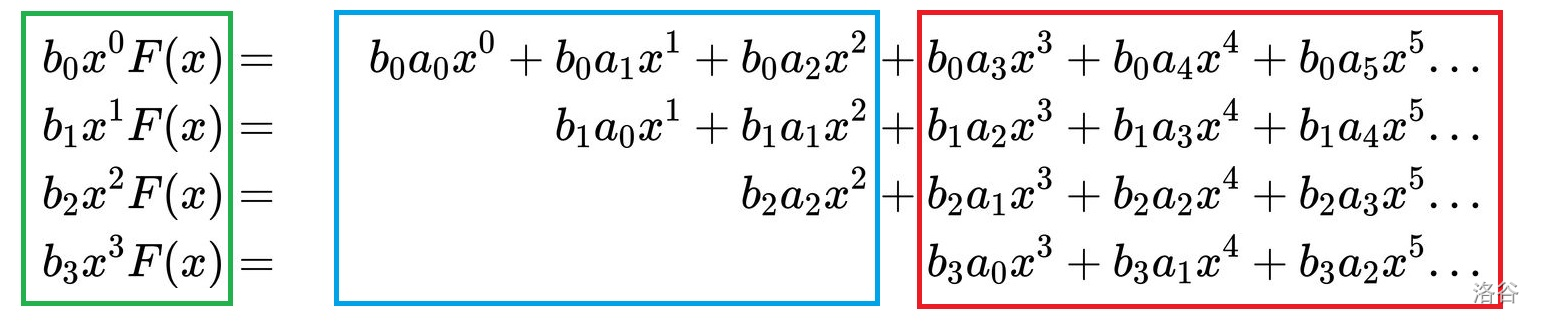 b₀x⁰F(x) = b₀a₀x⁰ + b₀a₁x¹ + b₀a₂x² + b₀a₃x³ + b₀a₄x⁴ + b₀a₅x⁵...
b₁x¹F(x) = b₁a₀x¹ + b₁a₁x² + b₁a₂x³ + b₁a₃x⁴ + b₁a₄x⁵...
b₂x²F(x) = b₂a₂x² + b₂a₁x³ + b₂a₂x⁴ + b₂a₃x⁵...
b₃x³F(x) = b₃a₀x³ + b₃a₁x⁴ + b₃a₂x⁵...
洛谷